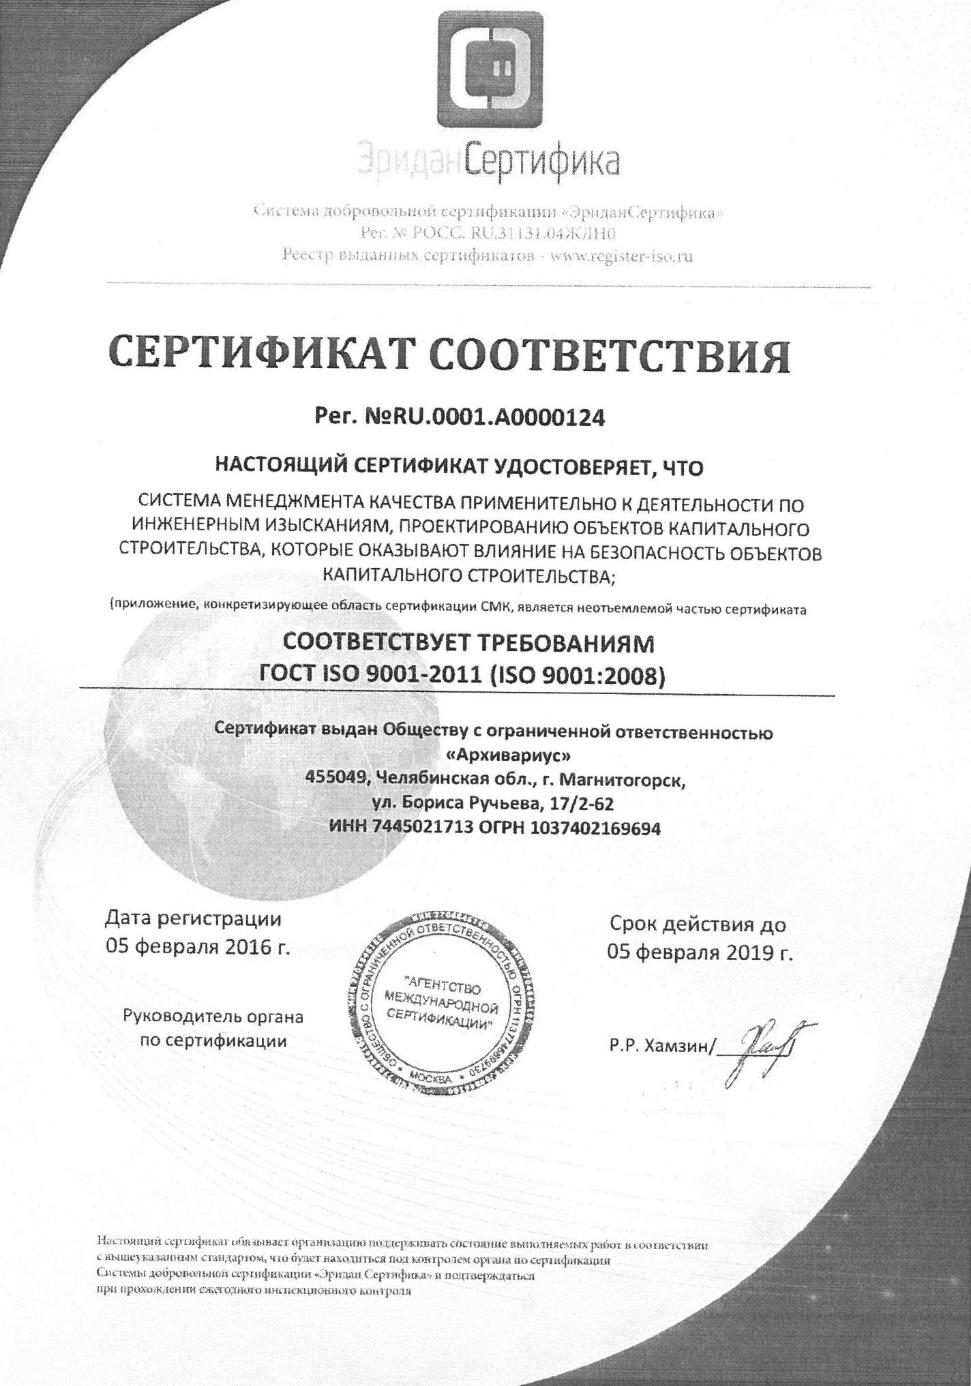 ЭриданСертифика
Система добровольной сертификации «ЭриданСертифика»
Рег. № РОСС. RU.31131.04ЖЛН0
Реестр выданных сертификатов - www.register-iso.ru
СЕРТИФИКАТ СООТВЕТСТВИЯ
Рег. №RU.0001.А0000124
НАСТОЯЩИЙ СЕРТИФИКАТ УДОСТОВЕРЯЕТ, ЧТО
СИСТЕМА МЕНЕДЖМЕНТА КАЧЕСТВА ПРИМЕНИТЕЛЬНО К ДЕЯТЕЛЬНОСТИ ПО
ИНЖЕНЕРНЫМ ИЗЫСКАНИЯМ, ПРОЕКТИРОВАНИЮ ОБЪЕКТОВ КАПИТАЛЬНОГО
СТРОИТЕЛЬСТВА, КОТОРЫЕ ОКАЗЫВАЮТ ВЛИЯНИЕ НА БЕЗОПАСНОСТЬ ОБЪЕКТОВ
КАПИТАЛЬНОГО СТРОИТЕЛЬСТВА;
(приложение, конкретизирующее область сертификации СМК, является неотъемлемой частью сертификата
СООТВЕТСТВУЕТ ТРЕБОВАНИЯМ
ГОСТ ISO 9001-2011 (ISO 9001:2008)
Сертификат выдан Обществу с ограниченной ответственностью
«Архивариус»
455049, Челябинская обл., г. Магнитогорск,
ул. Бориса Ручьева, 17/2-62
ИНН 7445021713 ОГРН 1037402169694
Дата регистрации
05 февраля 2016 г.
Срок действия до
05 февраля 2019 г.
ОБЩЕСТВО С ОГРАНИЧЕННОЙ ОТВЕТСТВЕННОСТЬЮ ОГРН 1137746899730
"АГЕНТСТВО
МЕЖДУНАРОДНОЙ
СЕРТИФИКАЦИИ"
* МОСКВА *
Руководитель органа
по сертификации
Р.Р. Хамзин/
Настоящий сертификат обязывает организацию поддерживать состояние выполняемых работ в соответствии
с вышеуказанным стандартом, что будет находиться под контролем органа по сертификации
Системы добровольной сертификации «Эридан Сертифика» и подтверждаться
при прохождении ежегодного инспекционного контроля